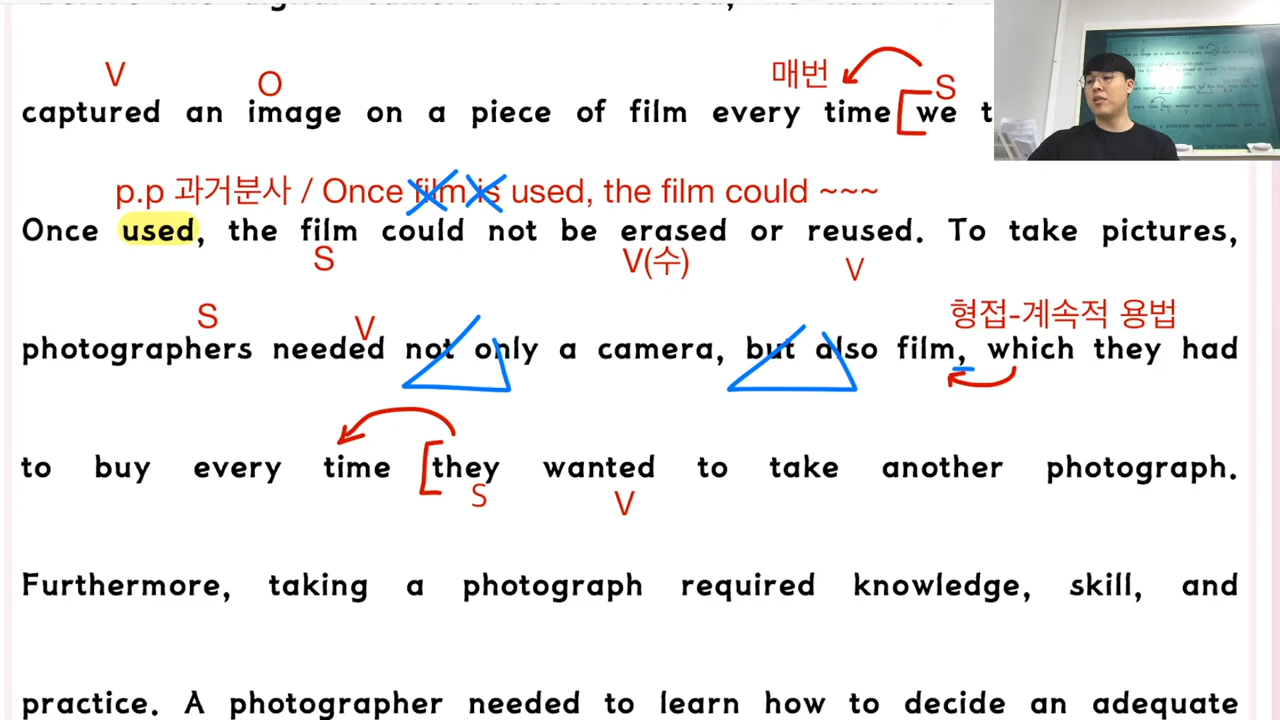 V O 매번 S
captured an image on a piece of film every time [we
p.p 과거분사 / Once film is used, the film could ~~~
Once used, the film could not be erased or reused. To take pictures,
S V(수) V
S V 형접-계속적 용법
photographers needed not only a camera, but also film, which they had
to buy every time [they wanted to take another photograph.
S V
Furthermore, taking a photograph required knowledge, skill, and
practice. A photographer needed to learn how to decide an adequate